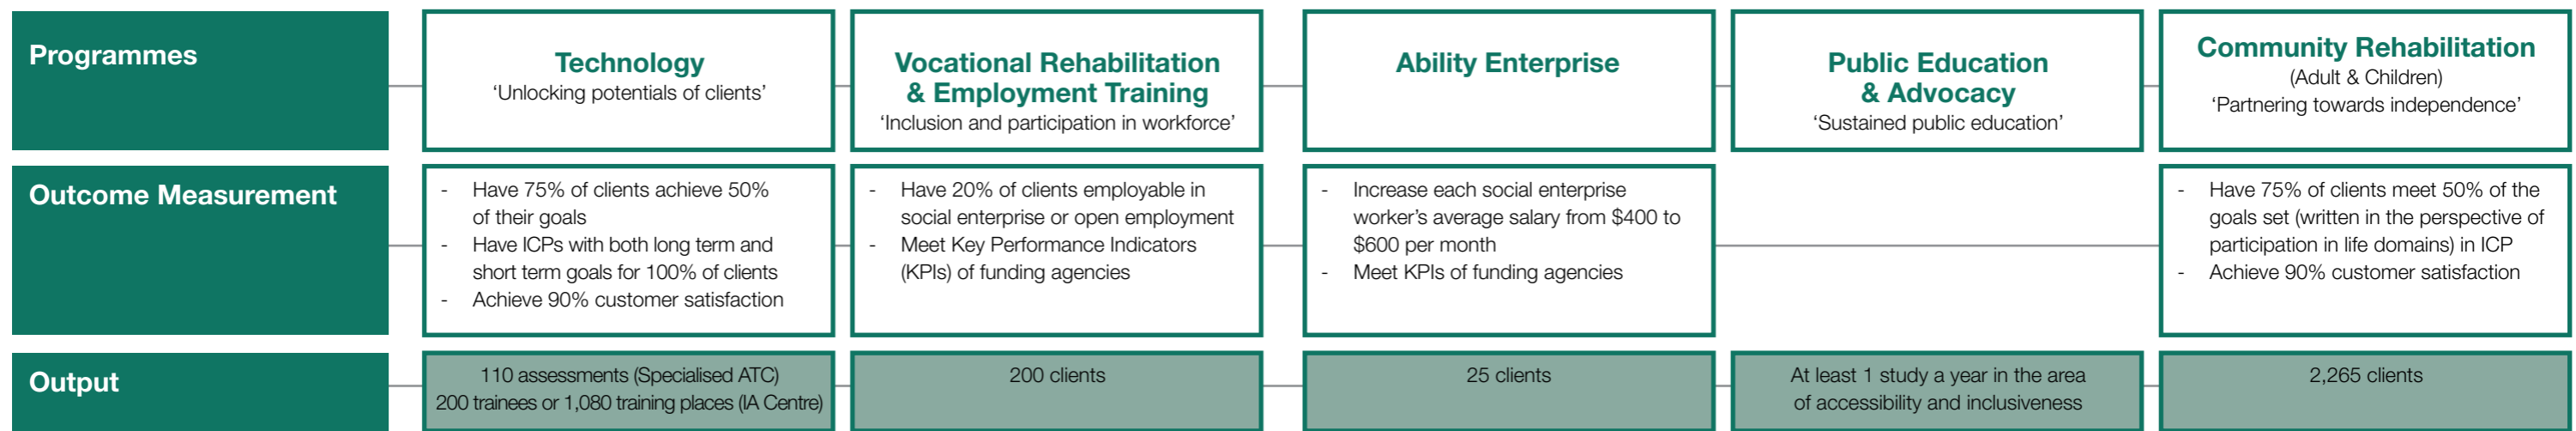 Programmes
Technology
‘Unlocking potentials of clients’
Vocational Rehabilitation
& Employment Training
‘Inclusion and participation in workforce’
Ability Enterprise
Public Education
& Advocacy
‘Sustained public education’
Community Rehabilitation
(Adult & Children)
‘Partnering towards independence’
Outcome Measurement
- Have 75% of clients achieve 50%
of their goals
- Have ICPs with both long term and
short term goals for 100% of clients
- Achieve 90% customer satisfaction
- Have 20% of clients employable in
social enterprise or open employment
- Meet Key Performance Indicators
(KPIs) of funding agencies
- Increase each social enterprise
worker’s average salary from $400 to
$600 per month
- Meet KPIs of funding agencies
- Have 75% of clients meet 50% of the
goals set (written in the perspective of
participation in life domains) in ICP
- Achieve 90% customer satisfaction
Output
110 assessments (Specialised ATC)
200 trainees or 1,080 training places (IA Centre)
200 clients
25 clients
At least 1 study a year in the area
of accessibility and inclusiveness
2,265 clients